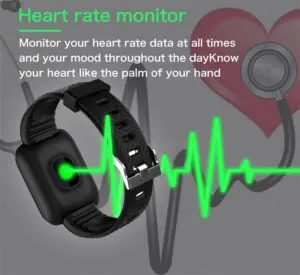 Heart rate monitor
Monitor your heart rate data at all times
and your mood throughout the dayKnow
your heart like the palm of your hand